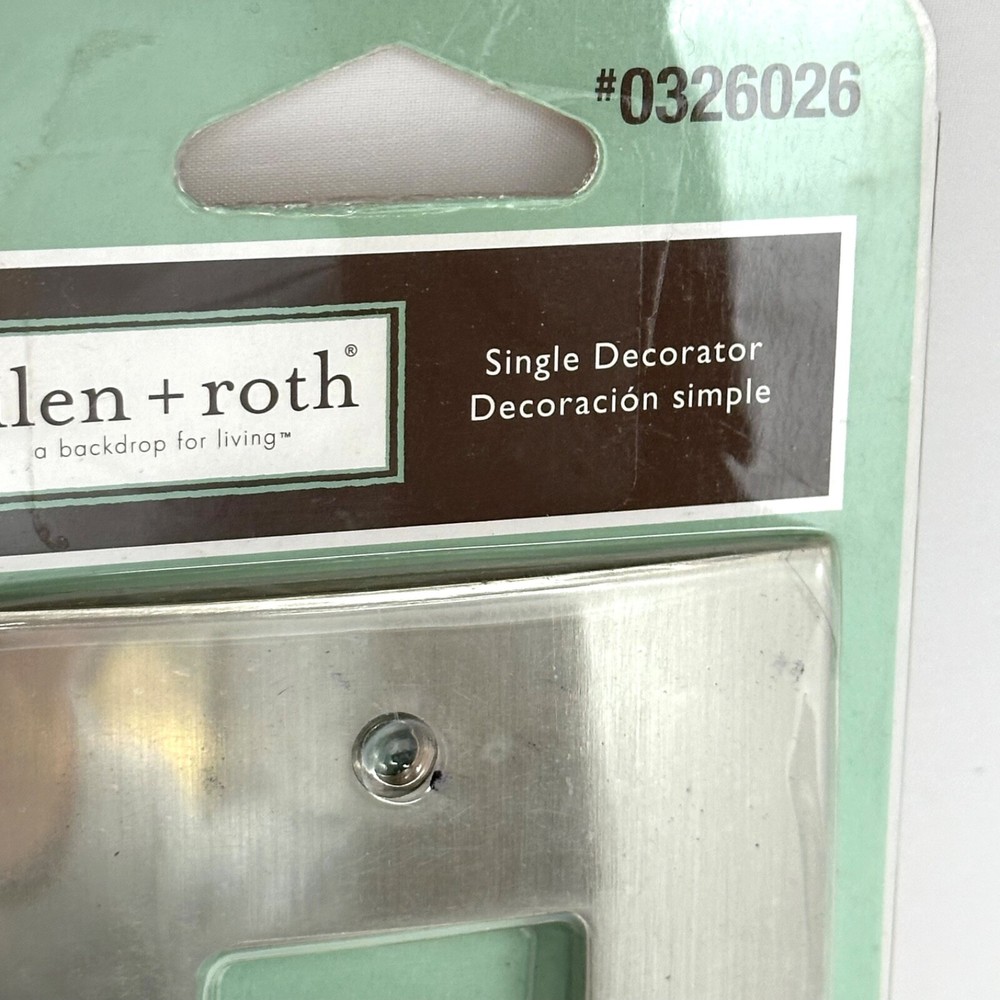 #0326026
llen + roth®
a backdrop for living™
Single Decorator
Decoración simple